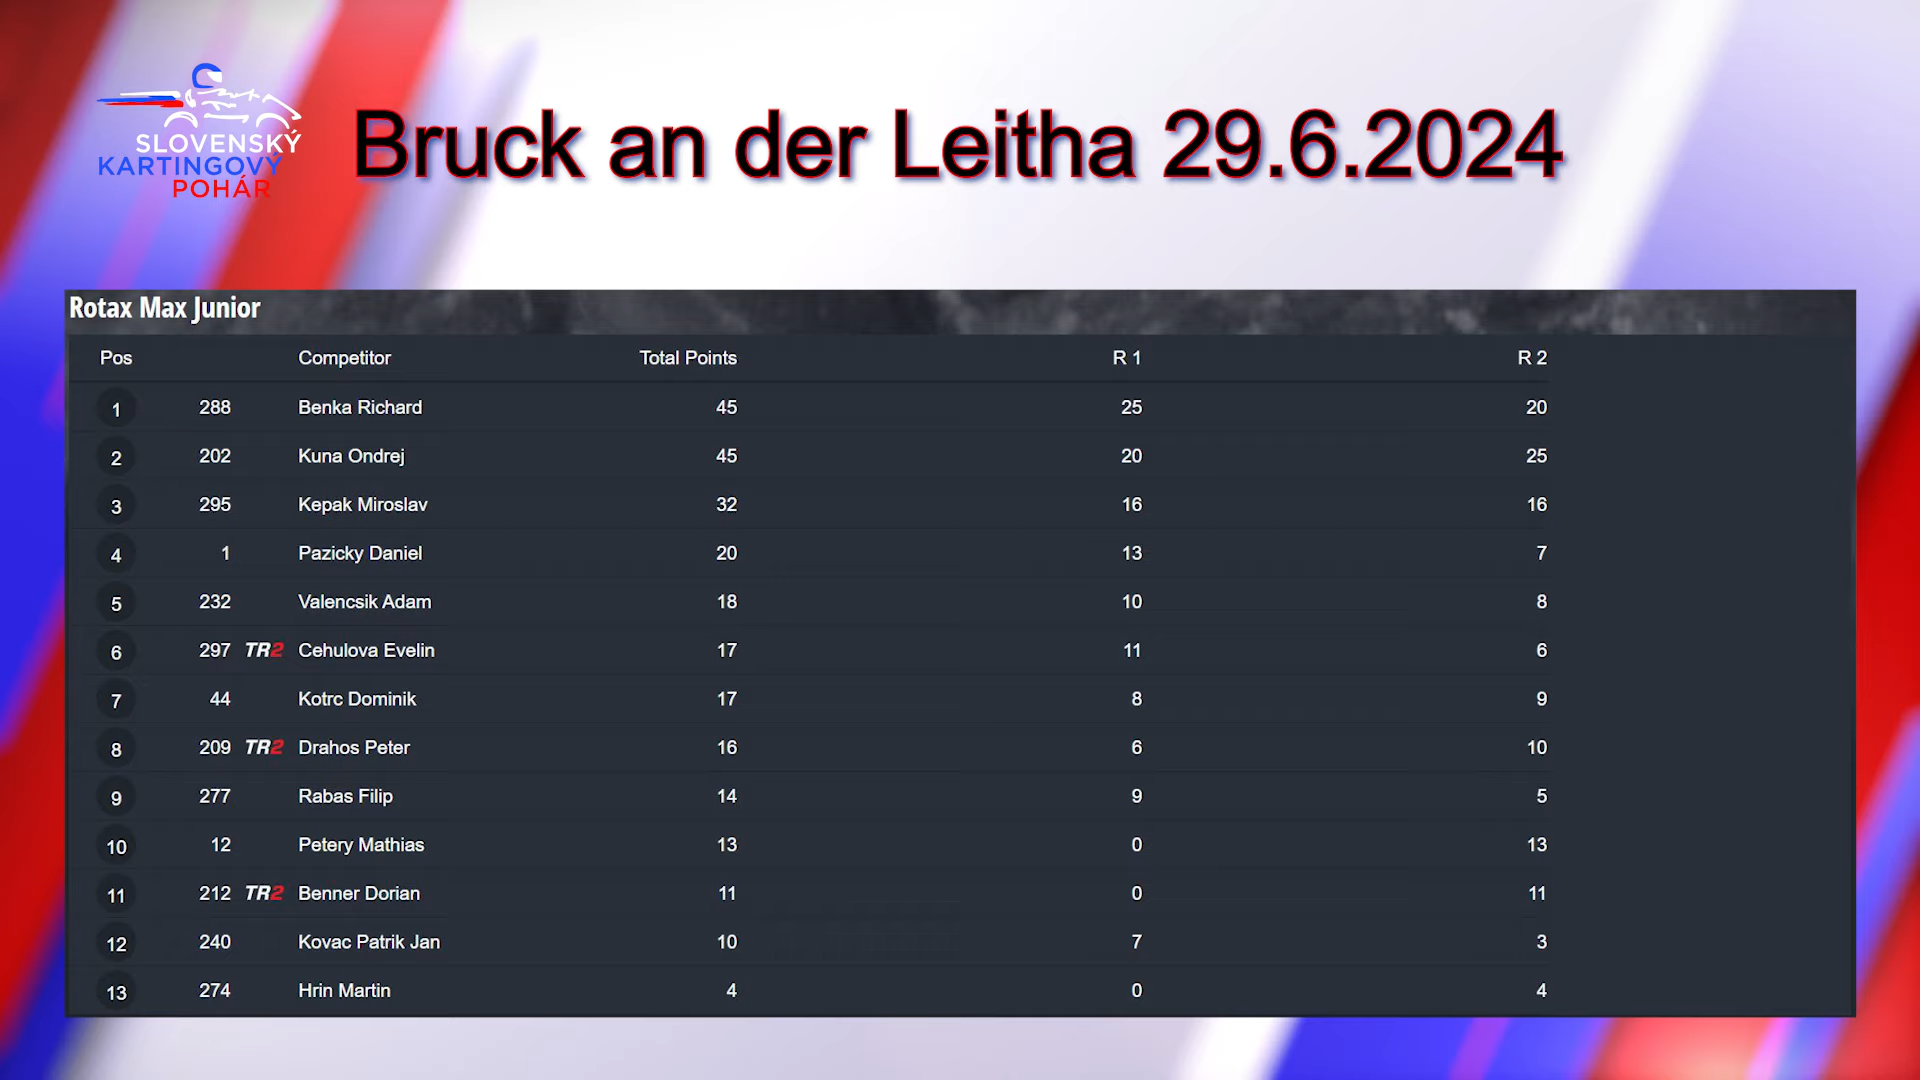 SLOVENSKÝ
KARTINGOVÝ
POHÁR
Bruck an der Leitha 29.6.2024
Rotax Max Junior
Pos Competitor Total Points R 1 R 2
1 288 Benka Richard 45 25 20
2 202 Kuna Ondrej 45 20 25
3 295 Kepak Miroslav 32 16 16
4 1 Pazicky Daniel 20 13 7
5 232 Valencsik Adam 18 10 8
6 297 TR2 Cehulova Evelin 17 11 6
7 44 Kotrc Dominik 17 8 9
8 209 TR2 Drahos Peter 16 6 10
9 277 Rabas Filip 14 9 5
10 12 Petery Mathias 13 0 13
11 212 TR2 Benner Dorian 11 0 11
12 240 Kovac Patrik Jan 10 7 3
13 274 Hrin Martin 4 0 4